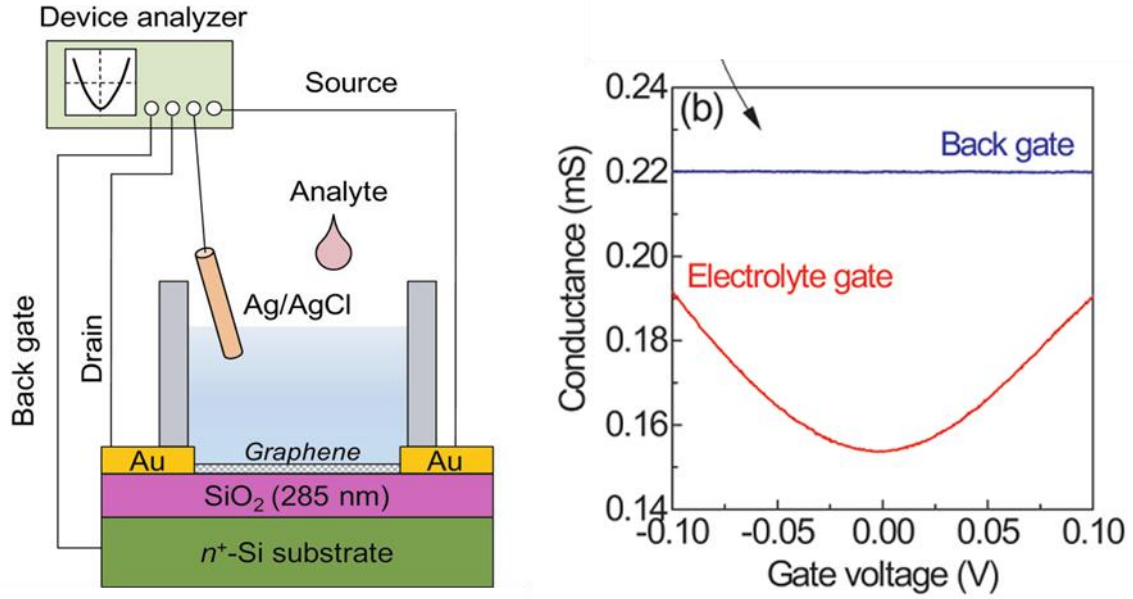 Device analyzer
Source
Analyte
Ag/AgCl
Back gate
Drain
Au
Graphene
Au
SiO₂ (285 nm)
n⁺-Si substrate
(b)
Back gate
Electrolyte gate
Conductance (mS)
0.24
0.22
0.20
0.18
0.16
0.14
-0.10 -0.05 0.00 0.05 0.10
Gate voltage (V)